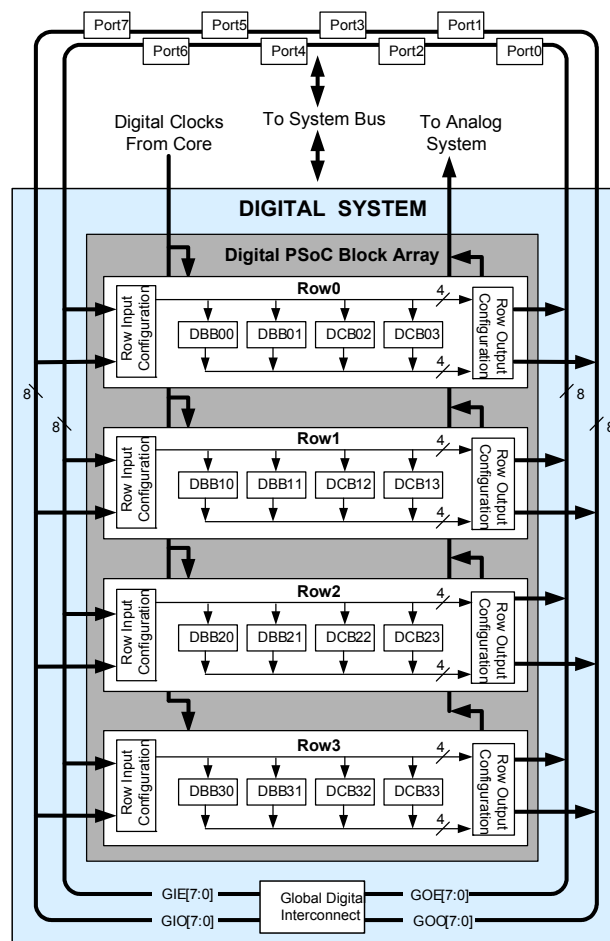 Port7
Port5
Port3
Port1
Port6
Port4
Port2
Port0
Digital Clocks
From Core
To System Bus
To Analog
System
DIGITAL SYSTEM
Digital PSoC Block Array
Row0
Row Input
Configuration
4
DBB00
DBB01
DCB02
DCB03
4
Row Output
Configuration
8
8
8
8
Row1
Row Input
Configuration
4
DBB10
DBB11
DCB12
DCB13
4
Row Output
Configuration
Row2
Row Input
Configuration
4
DBB20
DBB21
DCB22
DCB23
4
Row Output
Configuration
Row3
Row Input
Configuration
4
DBB30
DBB31
DCB32
DCB33
4
Row Output
Configuration
GIE[7:0]
GIO[7:0]
Global Digital
Interconnect
GOE[7:0]
GOO[7:0]